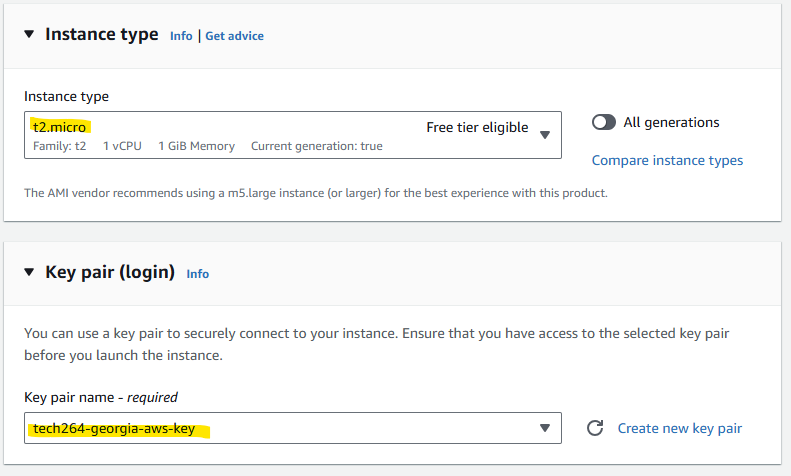 Instance type Info | Get advice
Instance type
t2.micro Free tier eligible
Family: t2 1 vCPU 1 GiB Memory Current generation: true
All generations
Compare instance types
The AMI vendor recommends using a m5.large instance (or larger) for the best experience with this product.
Key pair (login) Info
You can use a key pair to securely connect to your instance. Ensure that you have access to the selected key pair
before you launch the instance.
Key pair name - required
tech264-georgia-aws-key
Create new key pair